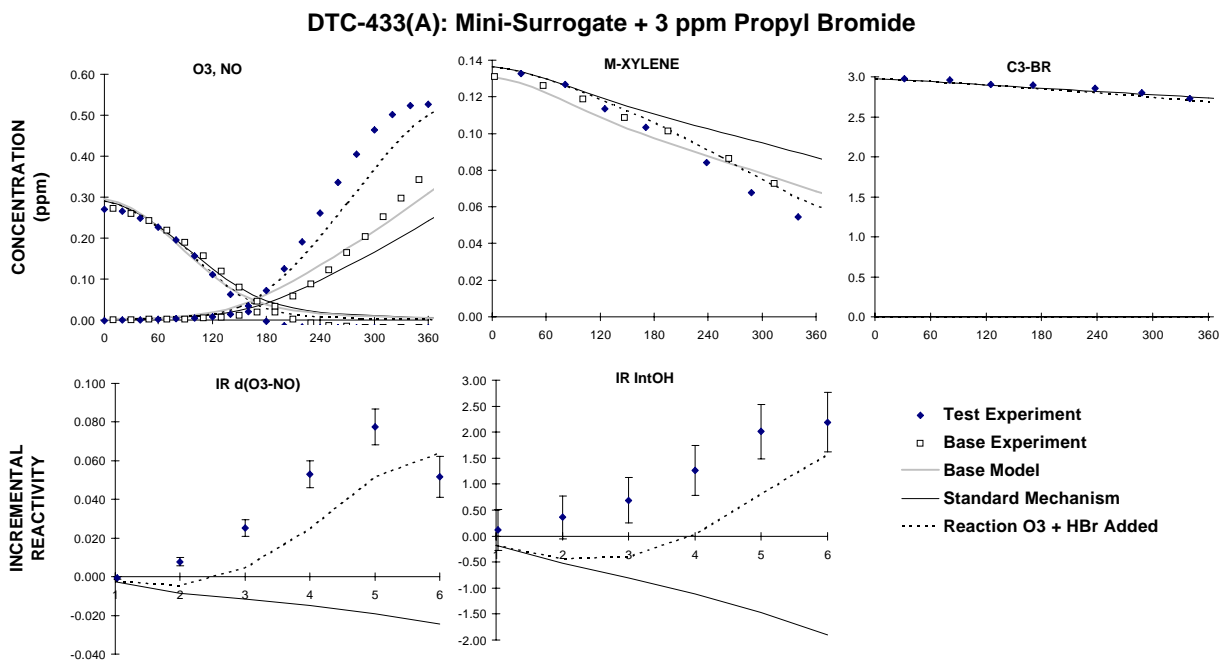 DTC-433(A): Mini-Surrogate + 3 ppm Propyl Bromide
CONCENTRATION
(ppm)
O3, NO
0.60
0.50
0.40
0.30
0.20
0.10
0.00
0 60 120 180 240 300 360
M-XYLENE
0.14
0.12
0.10
0.08
0.06
0.04
0.02
0.00
0 60 120 180 240 300 360
C3-BR
3.0
2.5
2.0
1.5
1.0
0.5
0.0
0 60 120 180 240 300 360
INCREMENTAL
REACTIVITY
IR d(O3-NO)
0.100
0.080
0.060
0.040
0.020
0.000
-0.020
-0.040
1 2 3 4 5 6
IR IntOH
3.00
2.50
2.00
1.50
1.00
0.50
0.00
-0.50
-1.00
-1.50
-2.00
1 2 3 4 5 6
Test Experiment
Base Experiment
Base Model
Standard Mechanism
Reaction O3 + HBr Added